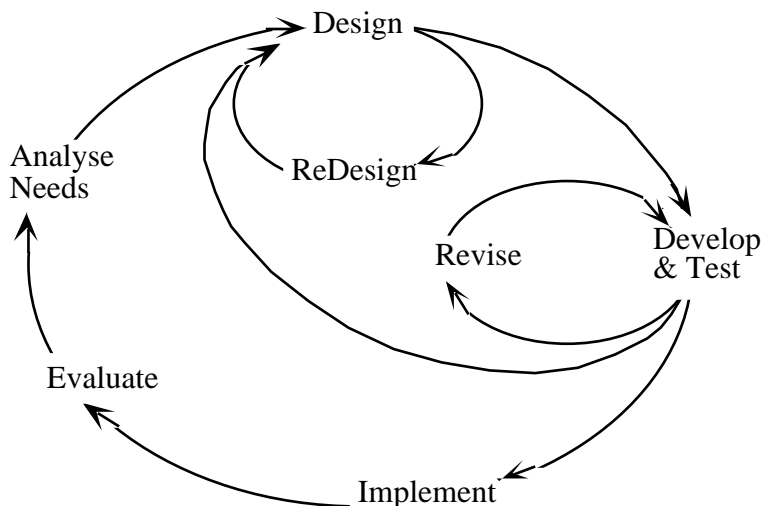 Design
Analyse
Needs
ReDesign
Revise
Develop
& Test
Evaluate
Implement